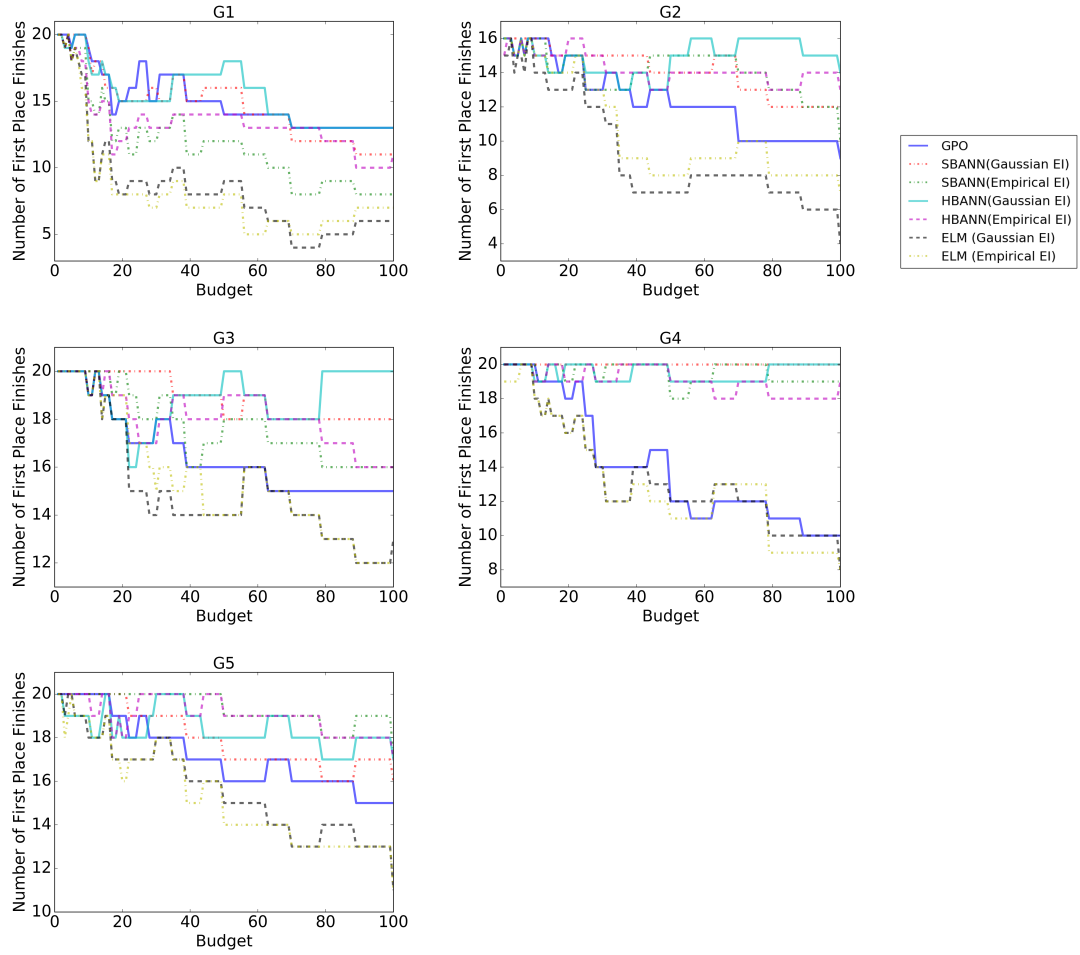 G1
Number of First Place Finishes
20
15
10
5
0 20 40 60 80 100
Budget
G2
Number of First Place Finishes
16
14
12
10
8
6
4
0 20 40 60 80 100
Budget
GPO
SBANN(Gaussian EI)
SBANN(Empirical EI)
HBANN(Gaussian EI)
HBANN(Empirical EI)
ELM (Gaussian EI)
ELM (Empirical EI)
G3
Number of First Place Finishes
20
18
16
14
12
0 20 40 60 80 100
Budget
G4
Number of First Place Finishes
20
18
16
14
12
10
8
0 20 40 60 80 100
Budget
G5
Number of First Place Finishes
20
18
16
14
12
10
0 20 40 60 80 100
Budget